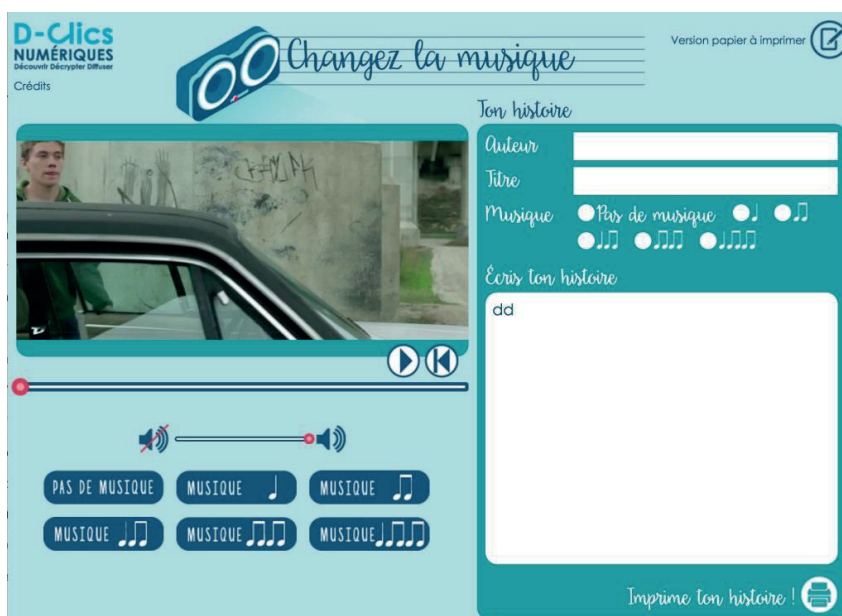 D-Clics
NUMÉRIQUES
Découvrir Décrypter Diffuser
Crédits
Changez la musique
Version papier à imprimer
Ton histoire
Auteur
Titre
Musique Pas de musique
Écris ton histoire
dd
PAS DE MUSIQUE
MUSIQUE
MUSIQUE
MUSIQUE
MUSIQUE
MUSIQUE
Imprime ton histoire !